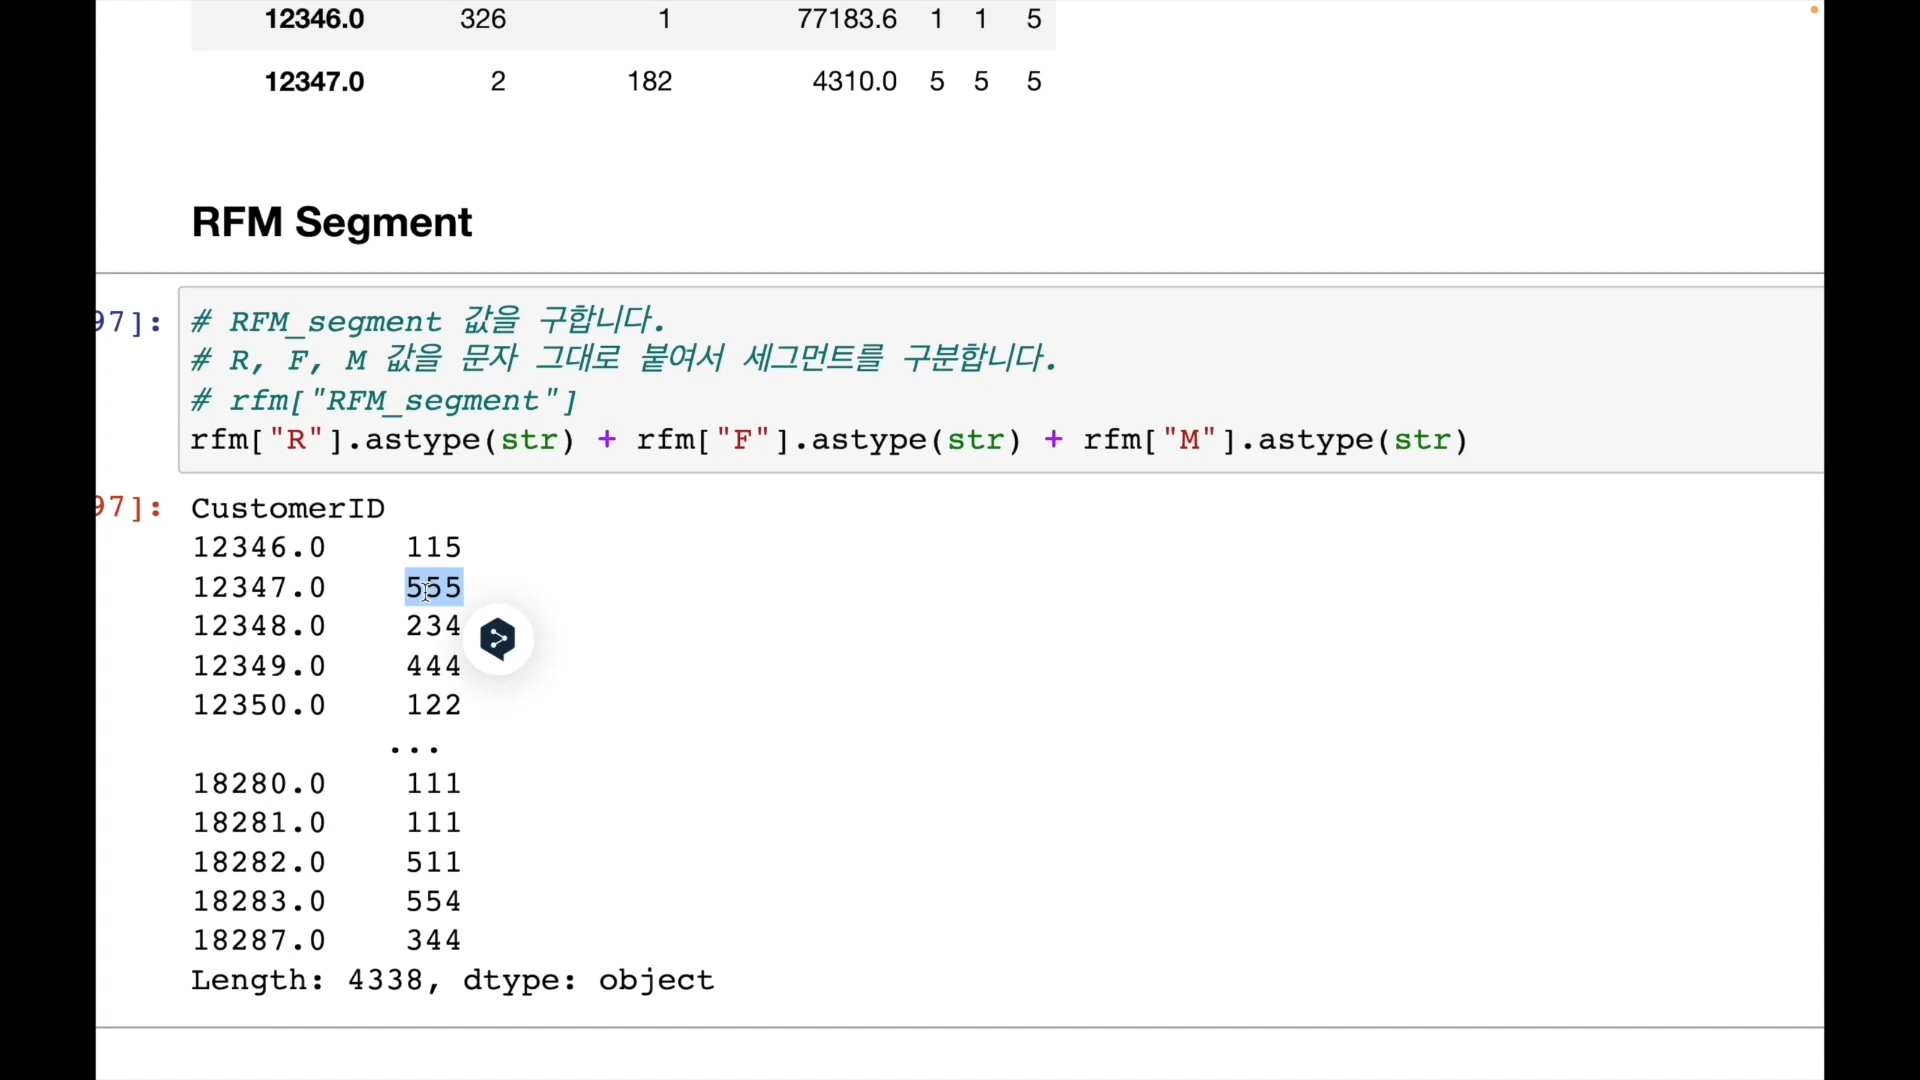 12346.0 326 1 77183.6 1 1 5
12347.0 2 182 4310.0 5 5 5
RFM Segment
97]: # RFM_segment 값을 구합니다.
# R, F, M 값을 문자 그대로 붙여서 세그먼트를 구분합니다.
# rfm["RFM_segment"]
rfm["R"].astype(str) + rfm["F"].astype(str) + rfm["M"].astype(str)
97]: CustomerID
12346.0 115
12347.0 555
12348.0 234
12349.0 444
12350.0 122
...
18280.0 111
18281.0 111
18282.0 511
18283.0 554
18287.0 344
Length: 4338, dtype: object